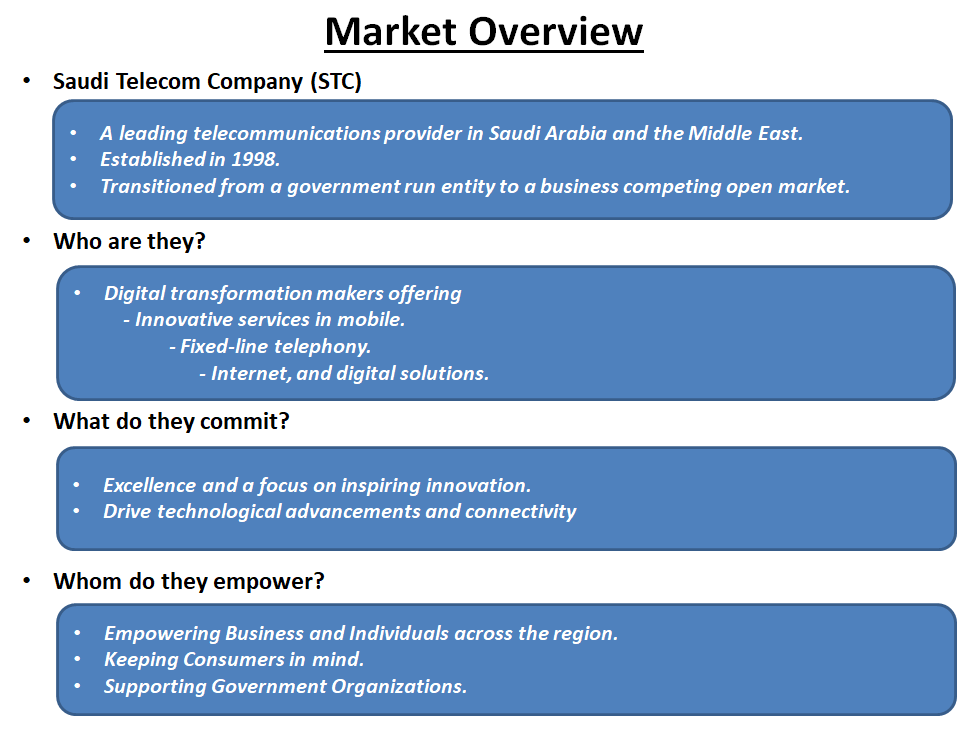 Market Overview
• Saudi Telecom Company (STC)
• A leading telecommunications provider in Saudi Arabia and the Middle East.
• Established in 1998.
• Transitioned from a government run entity to a business competing open market.
• Who are they?
• Digital transformation makers offering
- Innovative services in mobile.
- Fixed-line telephony.
- Internet, and digital solutions.
• What do they commit?
• Excellence and a focus on inspiring innovation.
• Drive technological advancements and connectivity
• Whom do they empower?
• Empowering Business and Individuals across the region.
• Keeping Consumers in mind.
• Supporting Government Organizations.